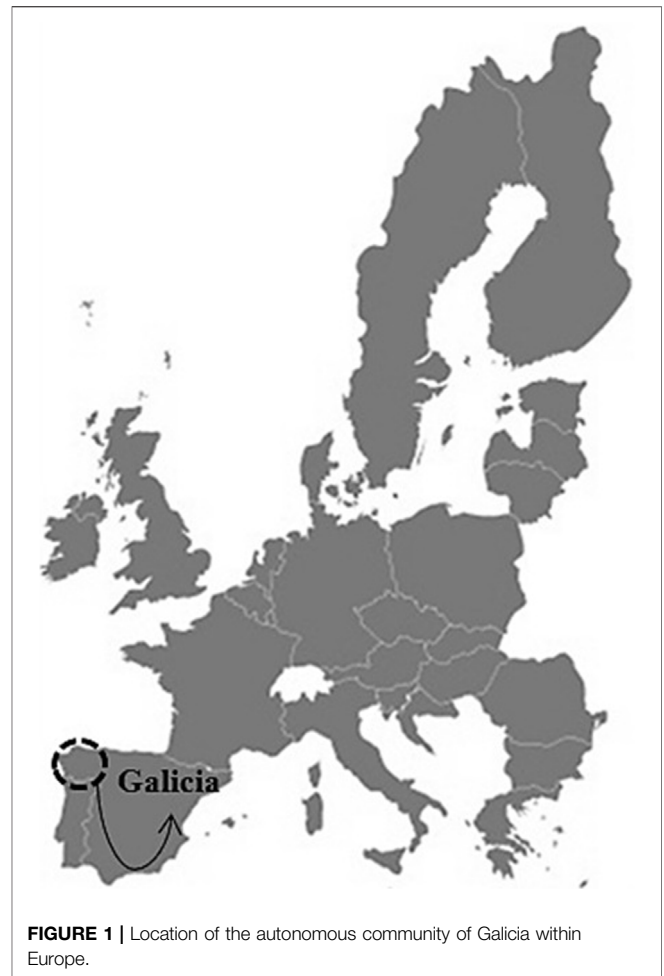 Galicia
FIGURE 1 | Location of the autonomous community of Galicia within
Europe.